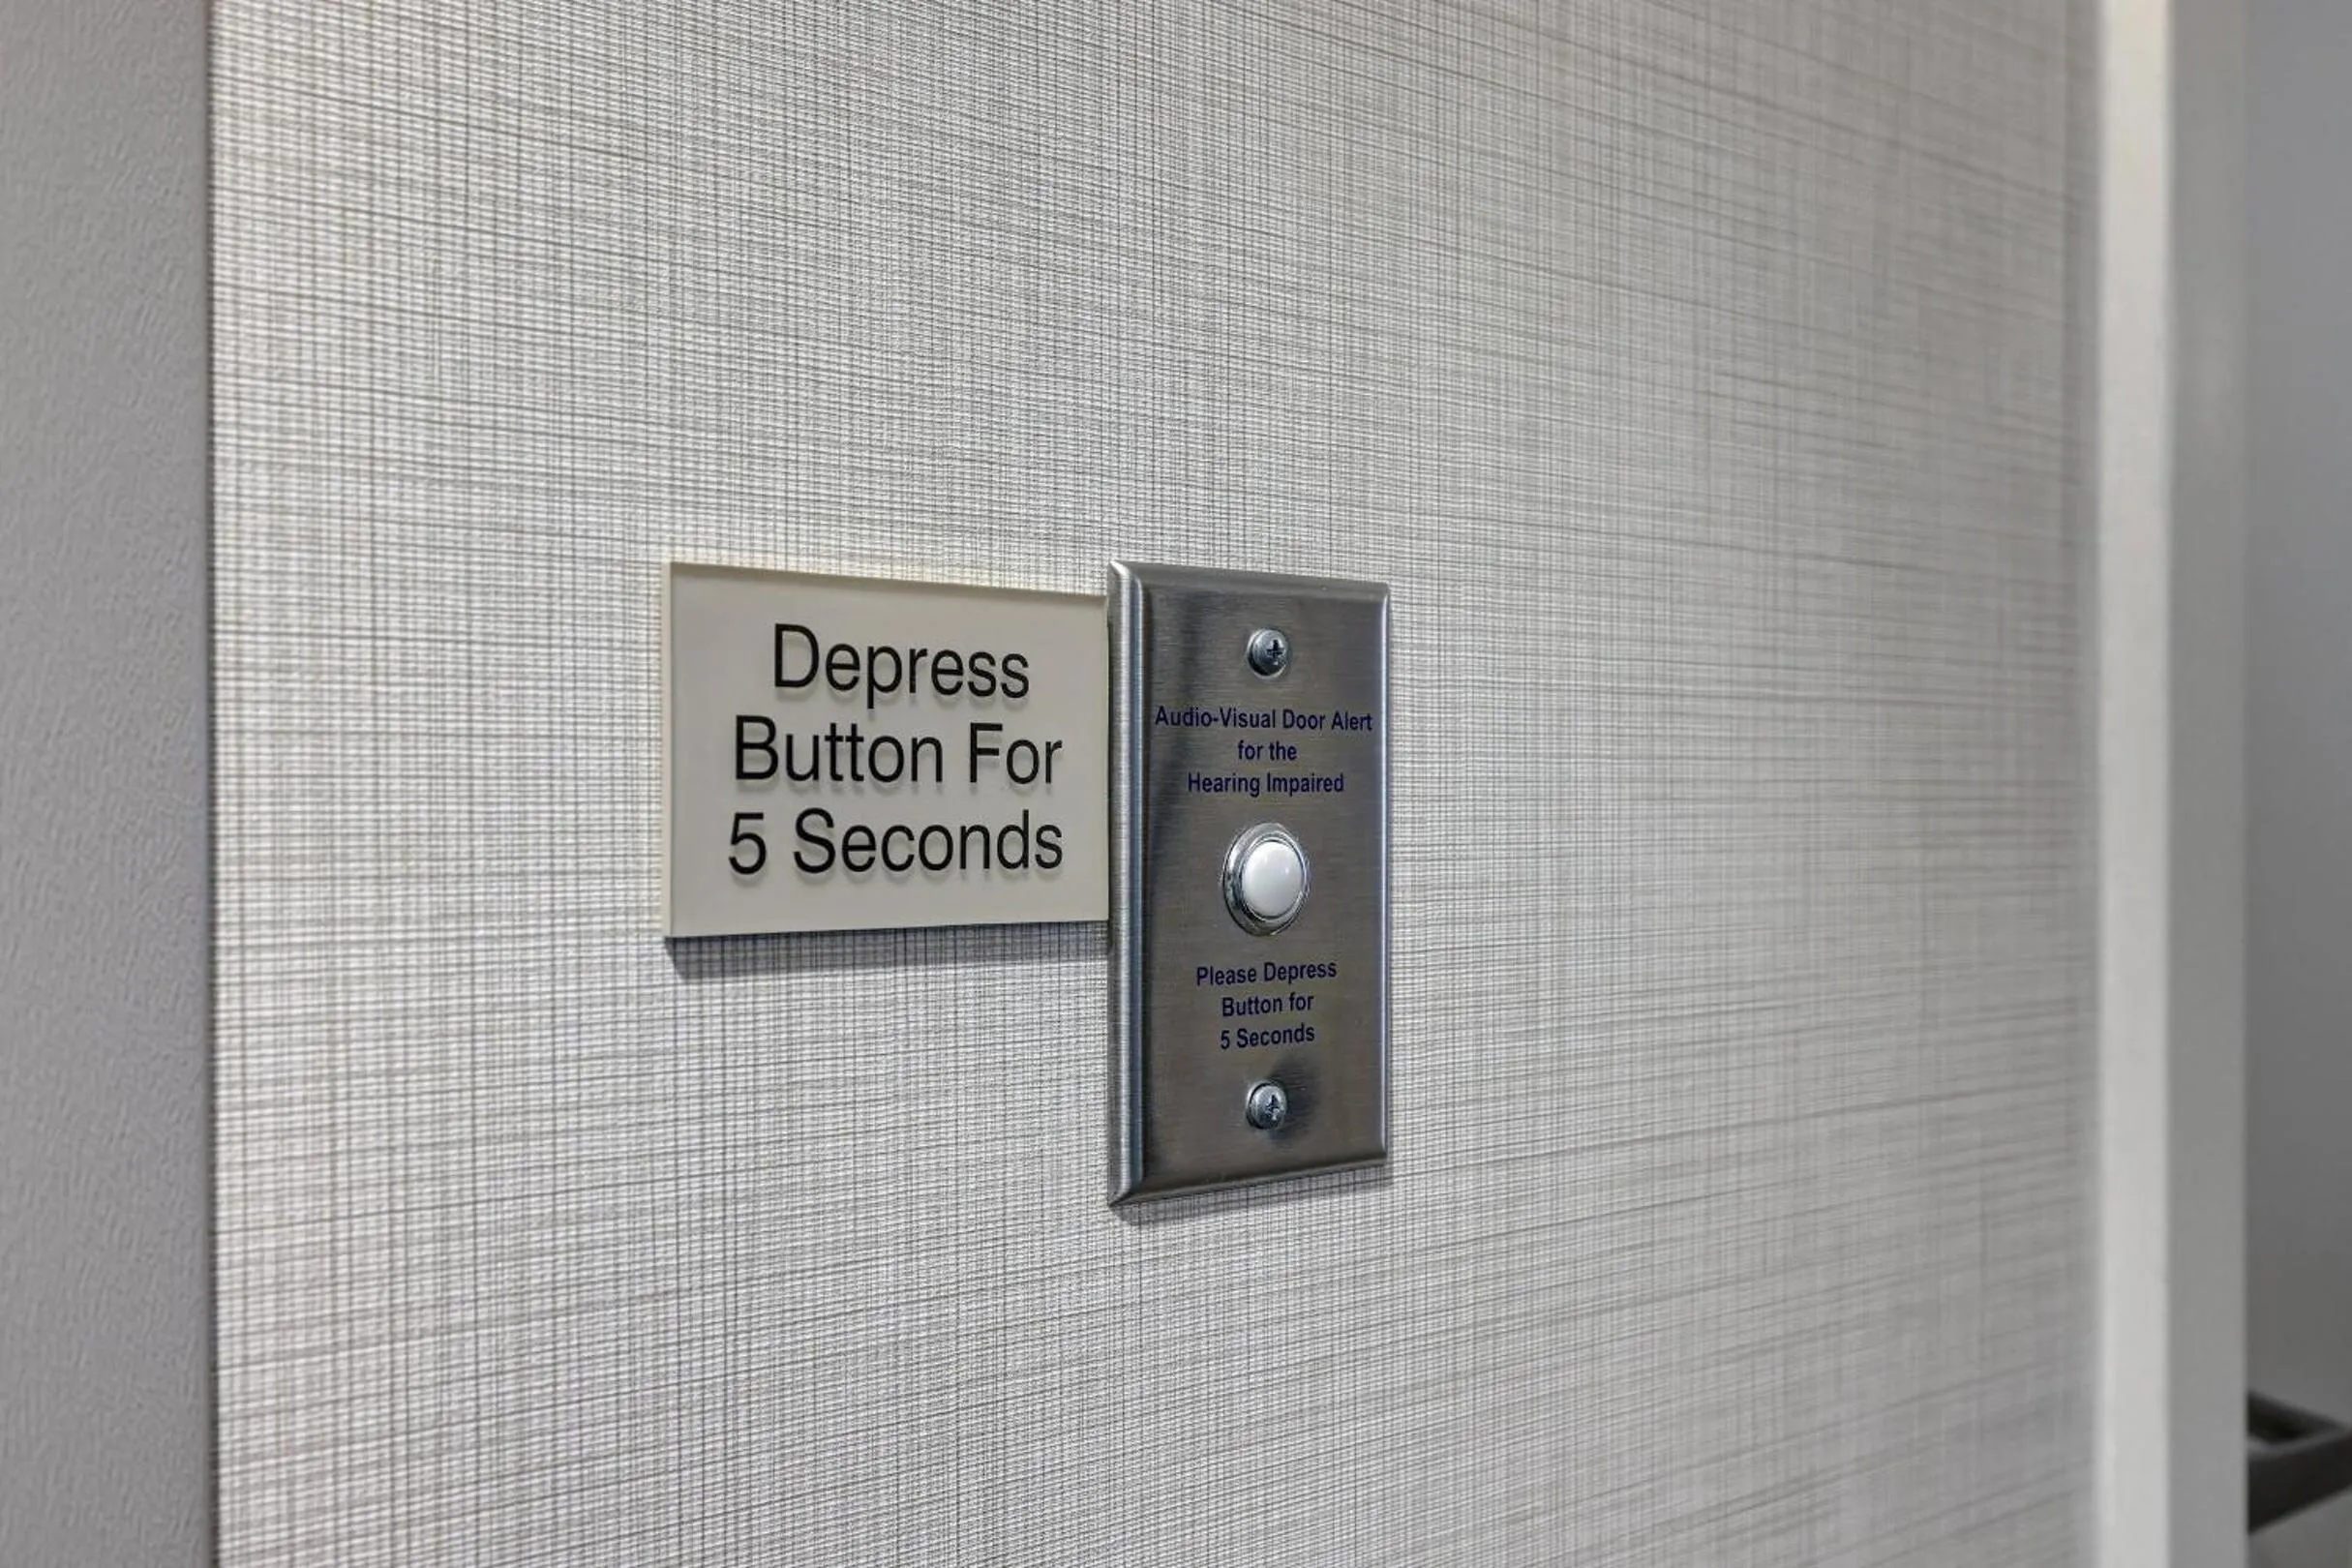 Depress
Button For
5 Seconds
Audio-Visual Door Alert
for the
Hearing Impaired
Please Depress
Button for
5 Seconds